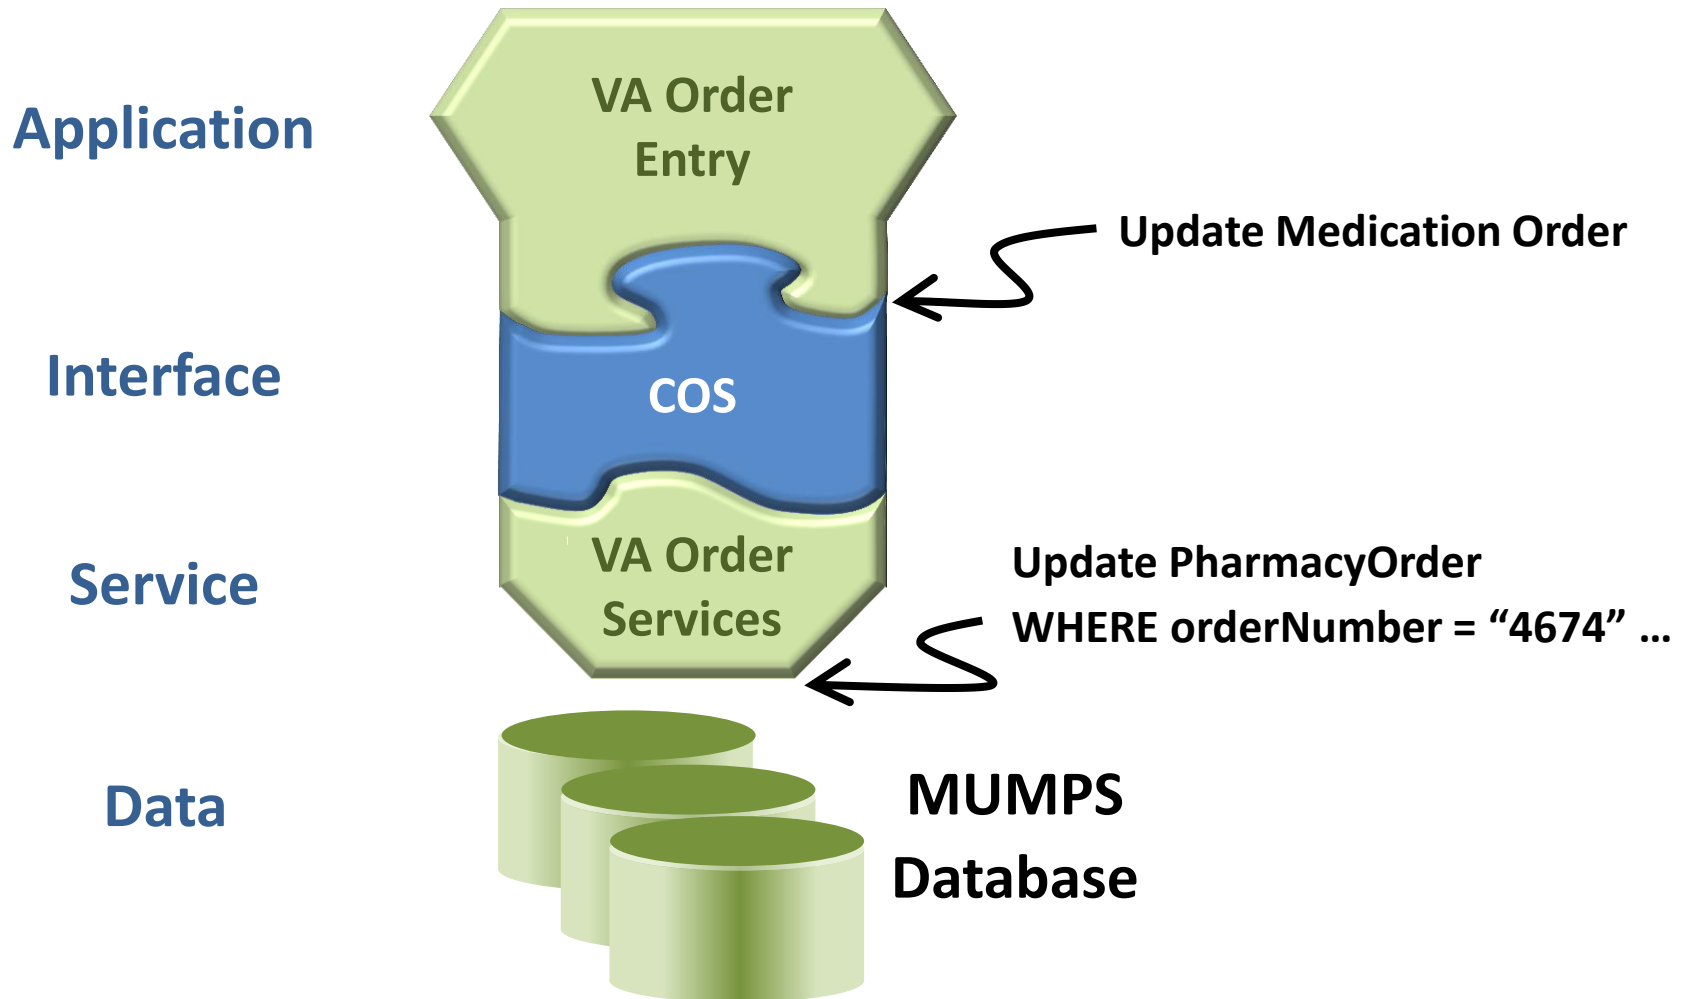 Application
VA Order
Entry
Update Medication Order
Interface
COS
Service
VA Order
Services
Update PharmacyOrder
WHERE orderNumber = “4674” …
Data
MUMPS
Database